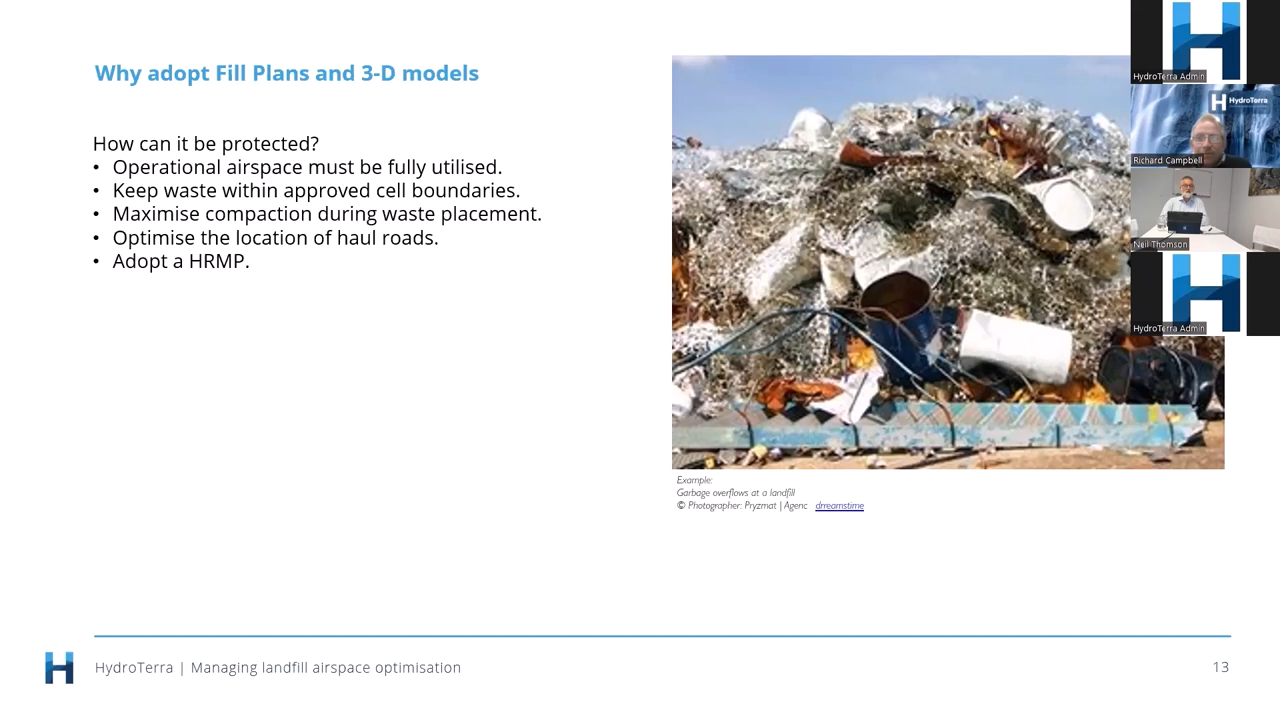 Why adopt Fill Plans and 3-D models
How can it be protected?
• Operational airspace must be fully utilised.
• Keep waste within approved cell boundaries.
• Maximise compaction during waste placement.
• Optimise the location of haul roads.
• Adopt a HRMP.
Example:
Garbage overflows at a landfill
© Photographer: Pryzmat | Agenc drreamstime
HydroTerra Admin
HydroTerra
Richard Campbell
Neil Thomson
HydroTerra Admin
HydroTerra | Managing landfill airspace optimisation
13